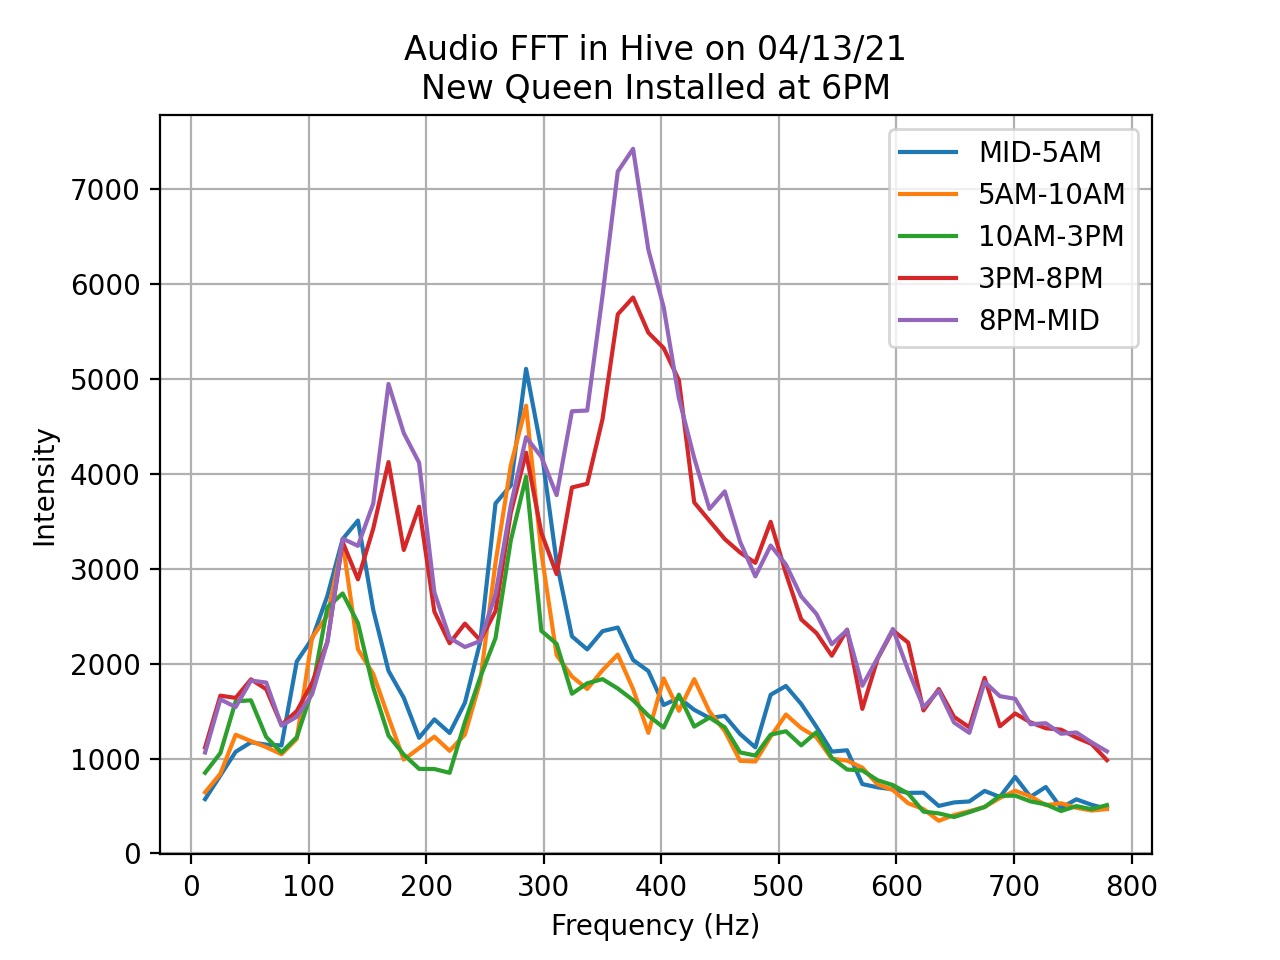 Audio FFT in Hive on 04/13/21
New Queen Installed at 6PM
MID-5AM
5AM-10AM
10AM-3PM
3PM-8PM
8PM-MID
7000
6000
5000
4000
3000
2000
1000
0
Intensity
0 100 200 300 400 500 600 700 800
Frequency (Hz)